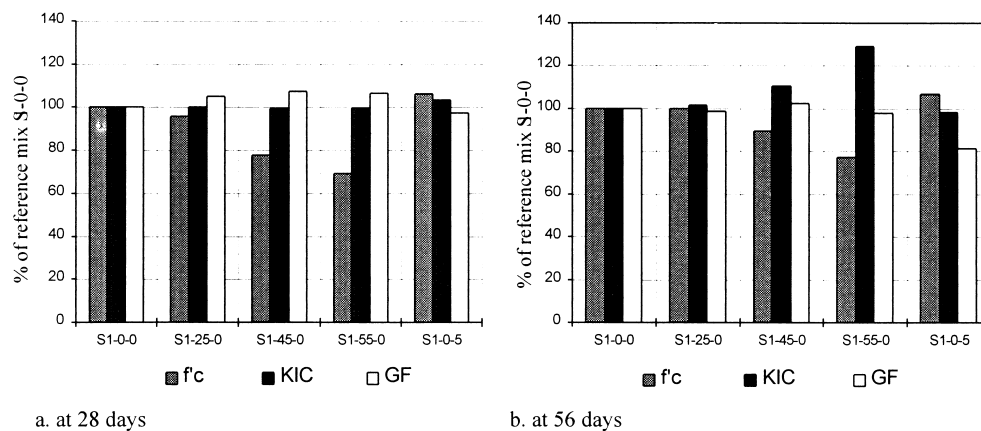 % of reference mix S-0-0
140
120
100
80
60
40
20
0
S1-0-0 S1-25-0 S1-45-0 S1-55-0 S1-0-5
f'c KIC GF
a. at 28 days
% of reference mix S-0-0
140
120
100
80
60
40
20
0
S1-0-0 S1-25-0 S1-45-0 S1-55-0 S1-0-5
f'c KIC GF
b. at 56 days